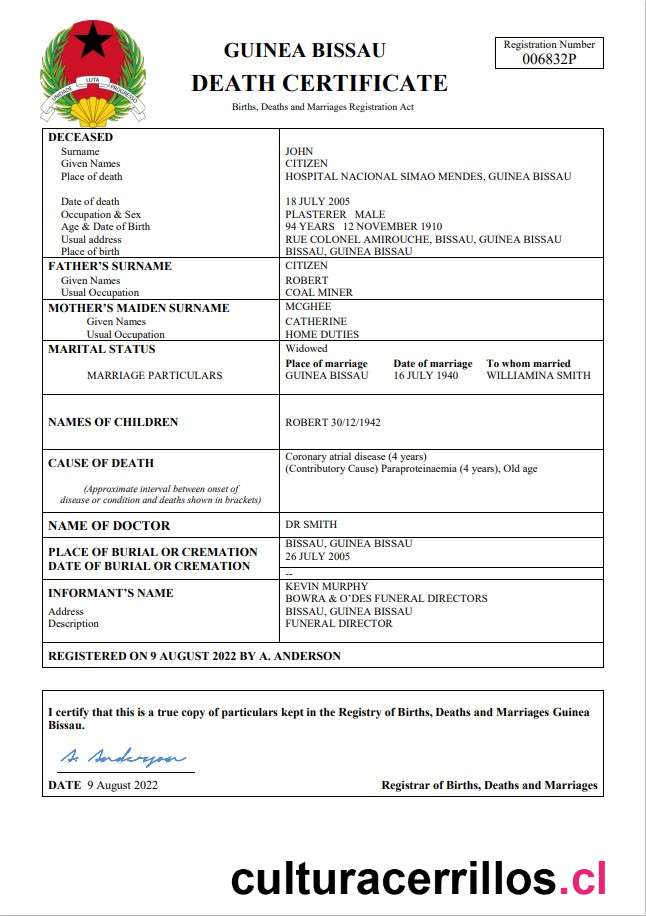 GUINEA BISSAU
DEATH CERTIFICATE
Births, Deaths and Marriages Registration Act
Registration Number
006832P
UNIDADE LUTA PROGRESSO
DECEASED
Surname JOHN
Given Names CITIZEN
Place of death HOSPITAL NACIONAL SIMAO MENDES, GUINEA BISSAU
Date of death 18 JULY 2005
Occupation & Sex PLASTERER MALE
Age & Date of Birth 94 YEARS 12 NOVEMBER 1910
Usual address RUE COLONEL AMIROUCHE, BISSAU, GUINEA BISSAU
Place of birth BISSAU, GUINEA BISSAU
FATHER'S SURNAME CITIZEN
Given Names ROBERT
Usual Occupation COAL MINER
MOTHER'S MAIDEN SURNAME MCGHEE
Given Names CATHERINE
Usual Occupation HOME DUTIES
MARITAL STATUS Widowed
Place of marriage Date of marriage To whom married
MARRIAGE PARTICULARS GUINEA BISSAU 16 JULY 1940 WILLIAMINA SMITH
NAMES OF CHILDREN ROBERT 30/12/1942
CAUSE OF DEATH Coronary atrial disease (4 years)
(Contributory Cause) Paraproteinaemia (4 years), Old age
(Approximate interval between onset of
disease or condition and deaths shown in brackets)
NAME OF DOCTOR DR SMITH
PLACE OF BURIAL OR CREMATION BISSAU, GUINEA BISSAU
DATE OF BURIAL OR CREMATION 26 JULY 2005
--
INFORMANT'S NAME KEVIN MURPHY
BOWRA & O'DES FUNERAL DIRECTORS
Address BISSAU, GUINEA BISSAU
Description FUNERAL DIRECTOR
REGISTERED ON 9 AUGUST 2022 BY A. ANDERSON
I certify that this is a true copy of particulars kept in the Registry of Births, Deaths and Marriages Guinea
Bissau.
A. Anderson
DATE 9 August 2022 Registrar of Births, Deaths and Marriages
culturacerrillos.cl